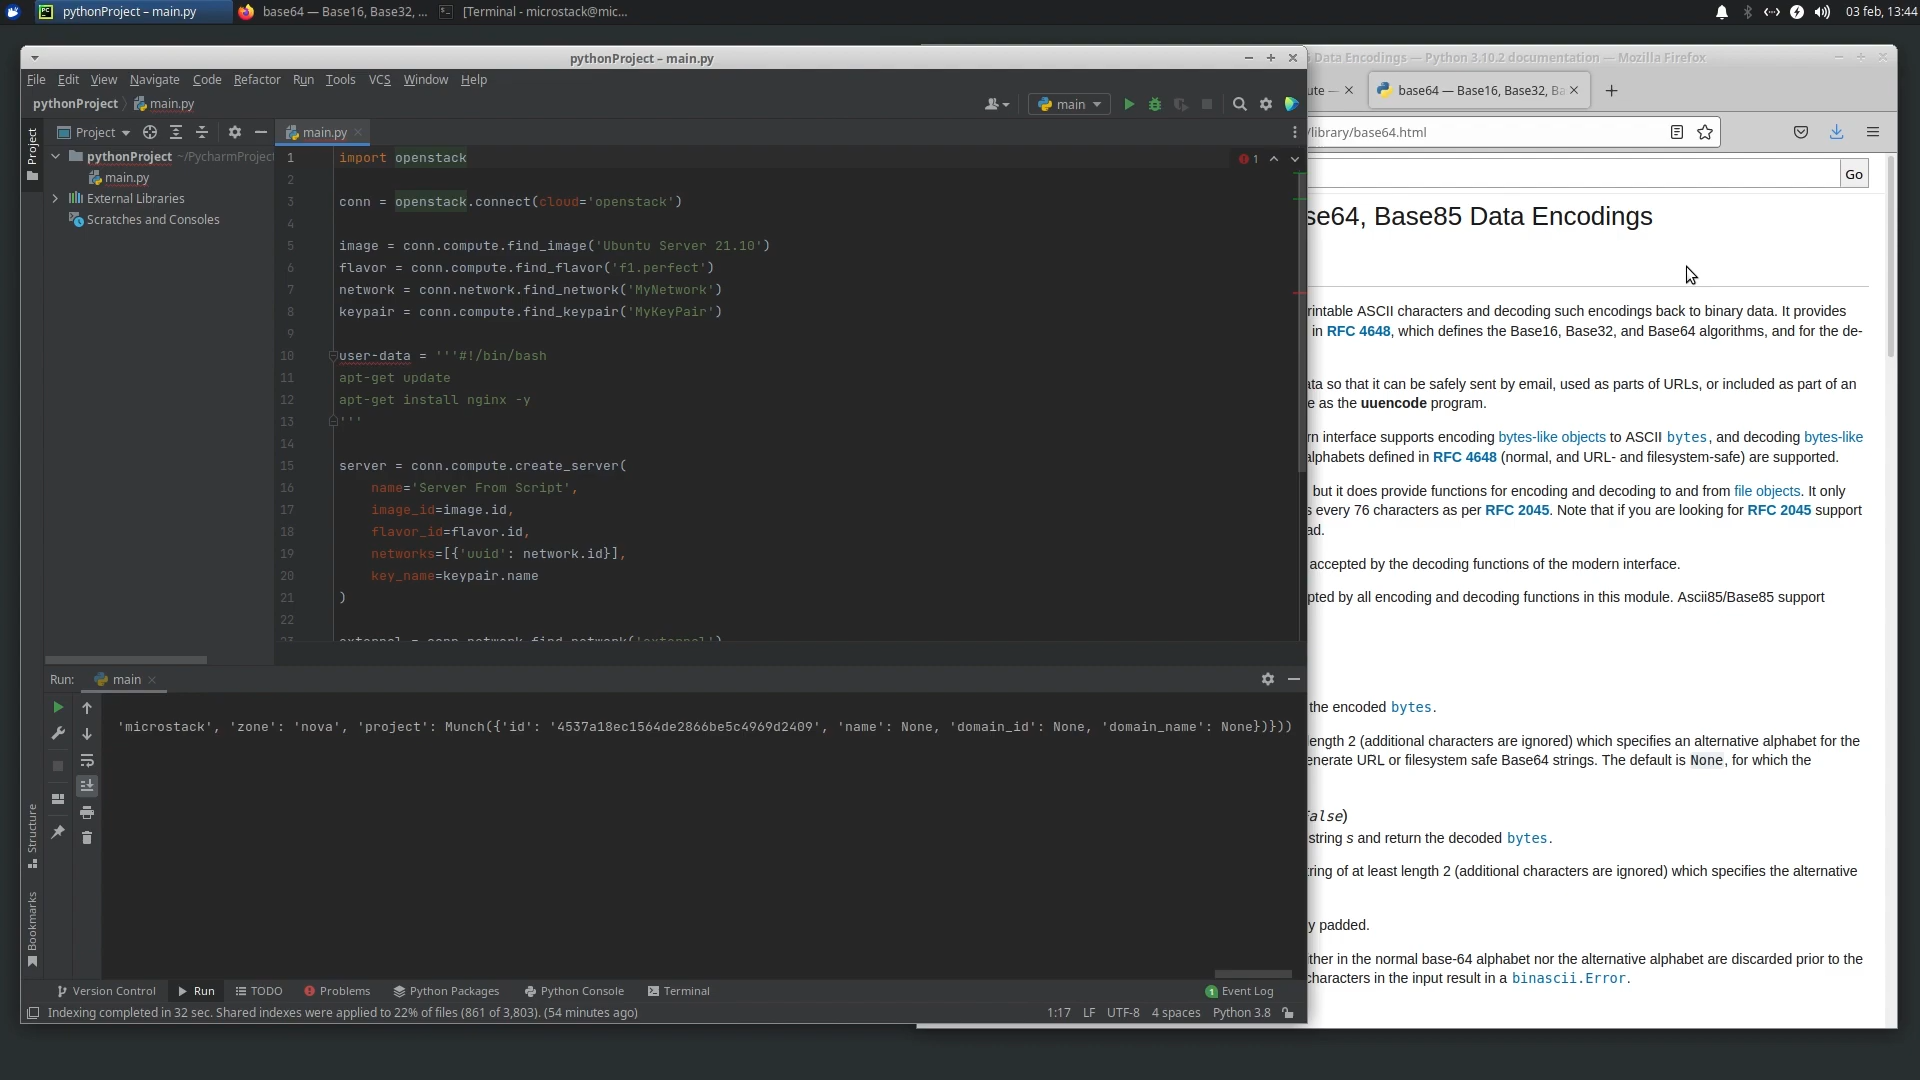 pythonProject – main.py
base64 — Base16, Base32, ...
[Terminal - microstack@mic...
03 feb, 13:44
pythonProject – main.py
Data Encodings — Python 3.10.2 documentation — Mozilla Firefox
File Edit View Navigate Code Refactor Run Tools VCS Window Help
ute —
base64 — Base16, Base32, Ba
pythonProject
main.py
main
/library/base64.html
Project
Project
main.py
pythonProject ~/PycharmProject
main.py
External Libraries
Scratches and Consoles
1
1 import openstack
2
3 conn = openstack.connect(cloud='openstack')
4
5 image = conn.compute.find_image('Ubuntu Server 21.10')
6 flavor = conn.compute.find_flavor('f1.perfect')
7 network = conn.network.find_network('MyNetwork')
8 keypair = conn.compute.find_keypair('MyKeyPair')
9
10 user-data = '''#!/bin/bash
11 apt-get update
12 apt-get install nginx -y
13 '''
14
15 server = conn.compute.create_server(
16 name='Server From Script',
17 image_id=image.id,
18 flavor_id=flavor.id,
19 networks=[{'uuid': network.id}],
20 key_name=keypair.name
21 )
22
23 external = conn.network.find_network('external')
Go
se64, Base85 Data Encodings
rintable ASCII characters and decoding such encodings back to binary data. It provides
in RFC 4648, which defines the Base16, Base32, and Base64 algorithms, and for the de-
ata so that it can be safely sent by email, used as parts of URLs, or included as part of an
e as the uuencode program.
rn interface supports encoding bytes-like objects to ASCII bytes, and decoding bytes-like
alphabets defined in RFC 4648 (normal, and URL- and filesystem-safe) are supported.
but it does provide functions for encoding and decoding to and from file objects. It only
s every 76 characters as per RFC 2045. Note that if you are looking for RFC 2045 support
ad.
accepted by the decoding functions of the modern interface.
pted by all encoding and decoding functions in this module. Ascii85/Base85 support
the encoded bytes.
ength 2 (additional characters are ignored) which specifies an alternative alphabet for the
enerate URL or filesystem safe Base64 strings. The default is None, for which the
alse)
string s and return the decoded bytes.
ring of at least length 2 (additional characters are ignored) which specifies the alternative
y padded.
ther in the normal base-64 alphabet nor the alternative alphabet are discarded prior to the
characters in the input result in a binascii.Error.
Run: main
'microstack', 'zone': 'nova', 'project': Munch({'id': '4537a18ec1564de2866be5c4969d2409', 'name': None, 'domain_id': None, 'domain_name': None})}))
Structure
Bookmarks
Version Control Run TODO Problems Python Packages Python Console Terminal
1 Event Log
Indexing completed in 32 sec. Shared indexes were applied to 22% of files (861 of 3,803). (54 minutes ago)
1:17 LF UTF-8 4 spaces Python 3.8